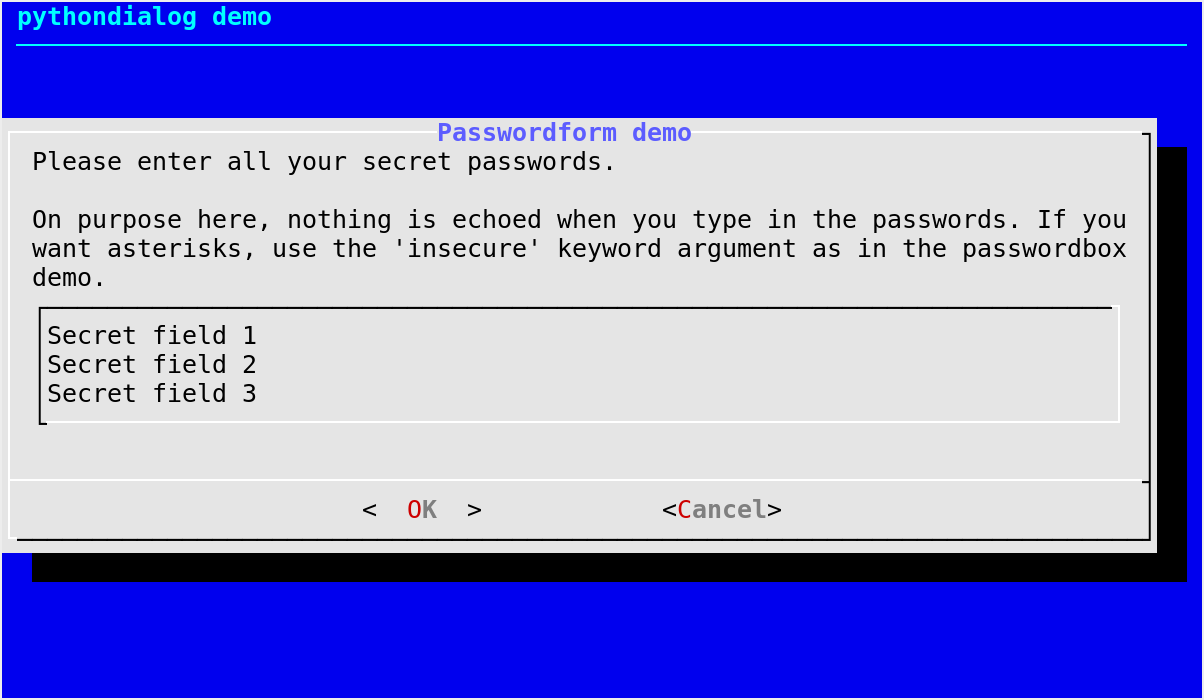 pythondialog demo
Passwordform demo
Please enter all your secret passwords.
On purpose here, nothing is echoed when you type in the passwords. If you
want asterisks, use the 'insecure' keyword argument as in the passwordbox
demo.
Secret field 1
Secret field 2
Secret field 3
<  OK  > <Cancel>